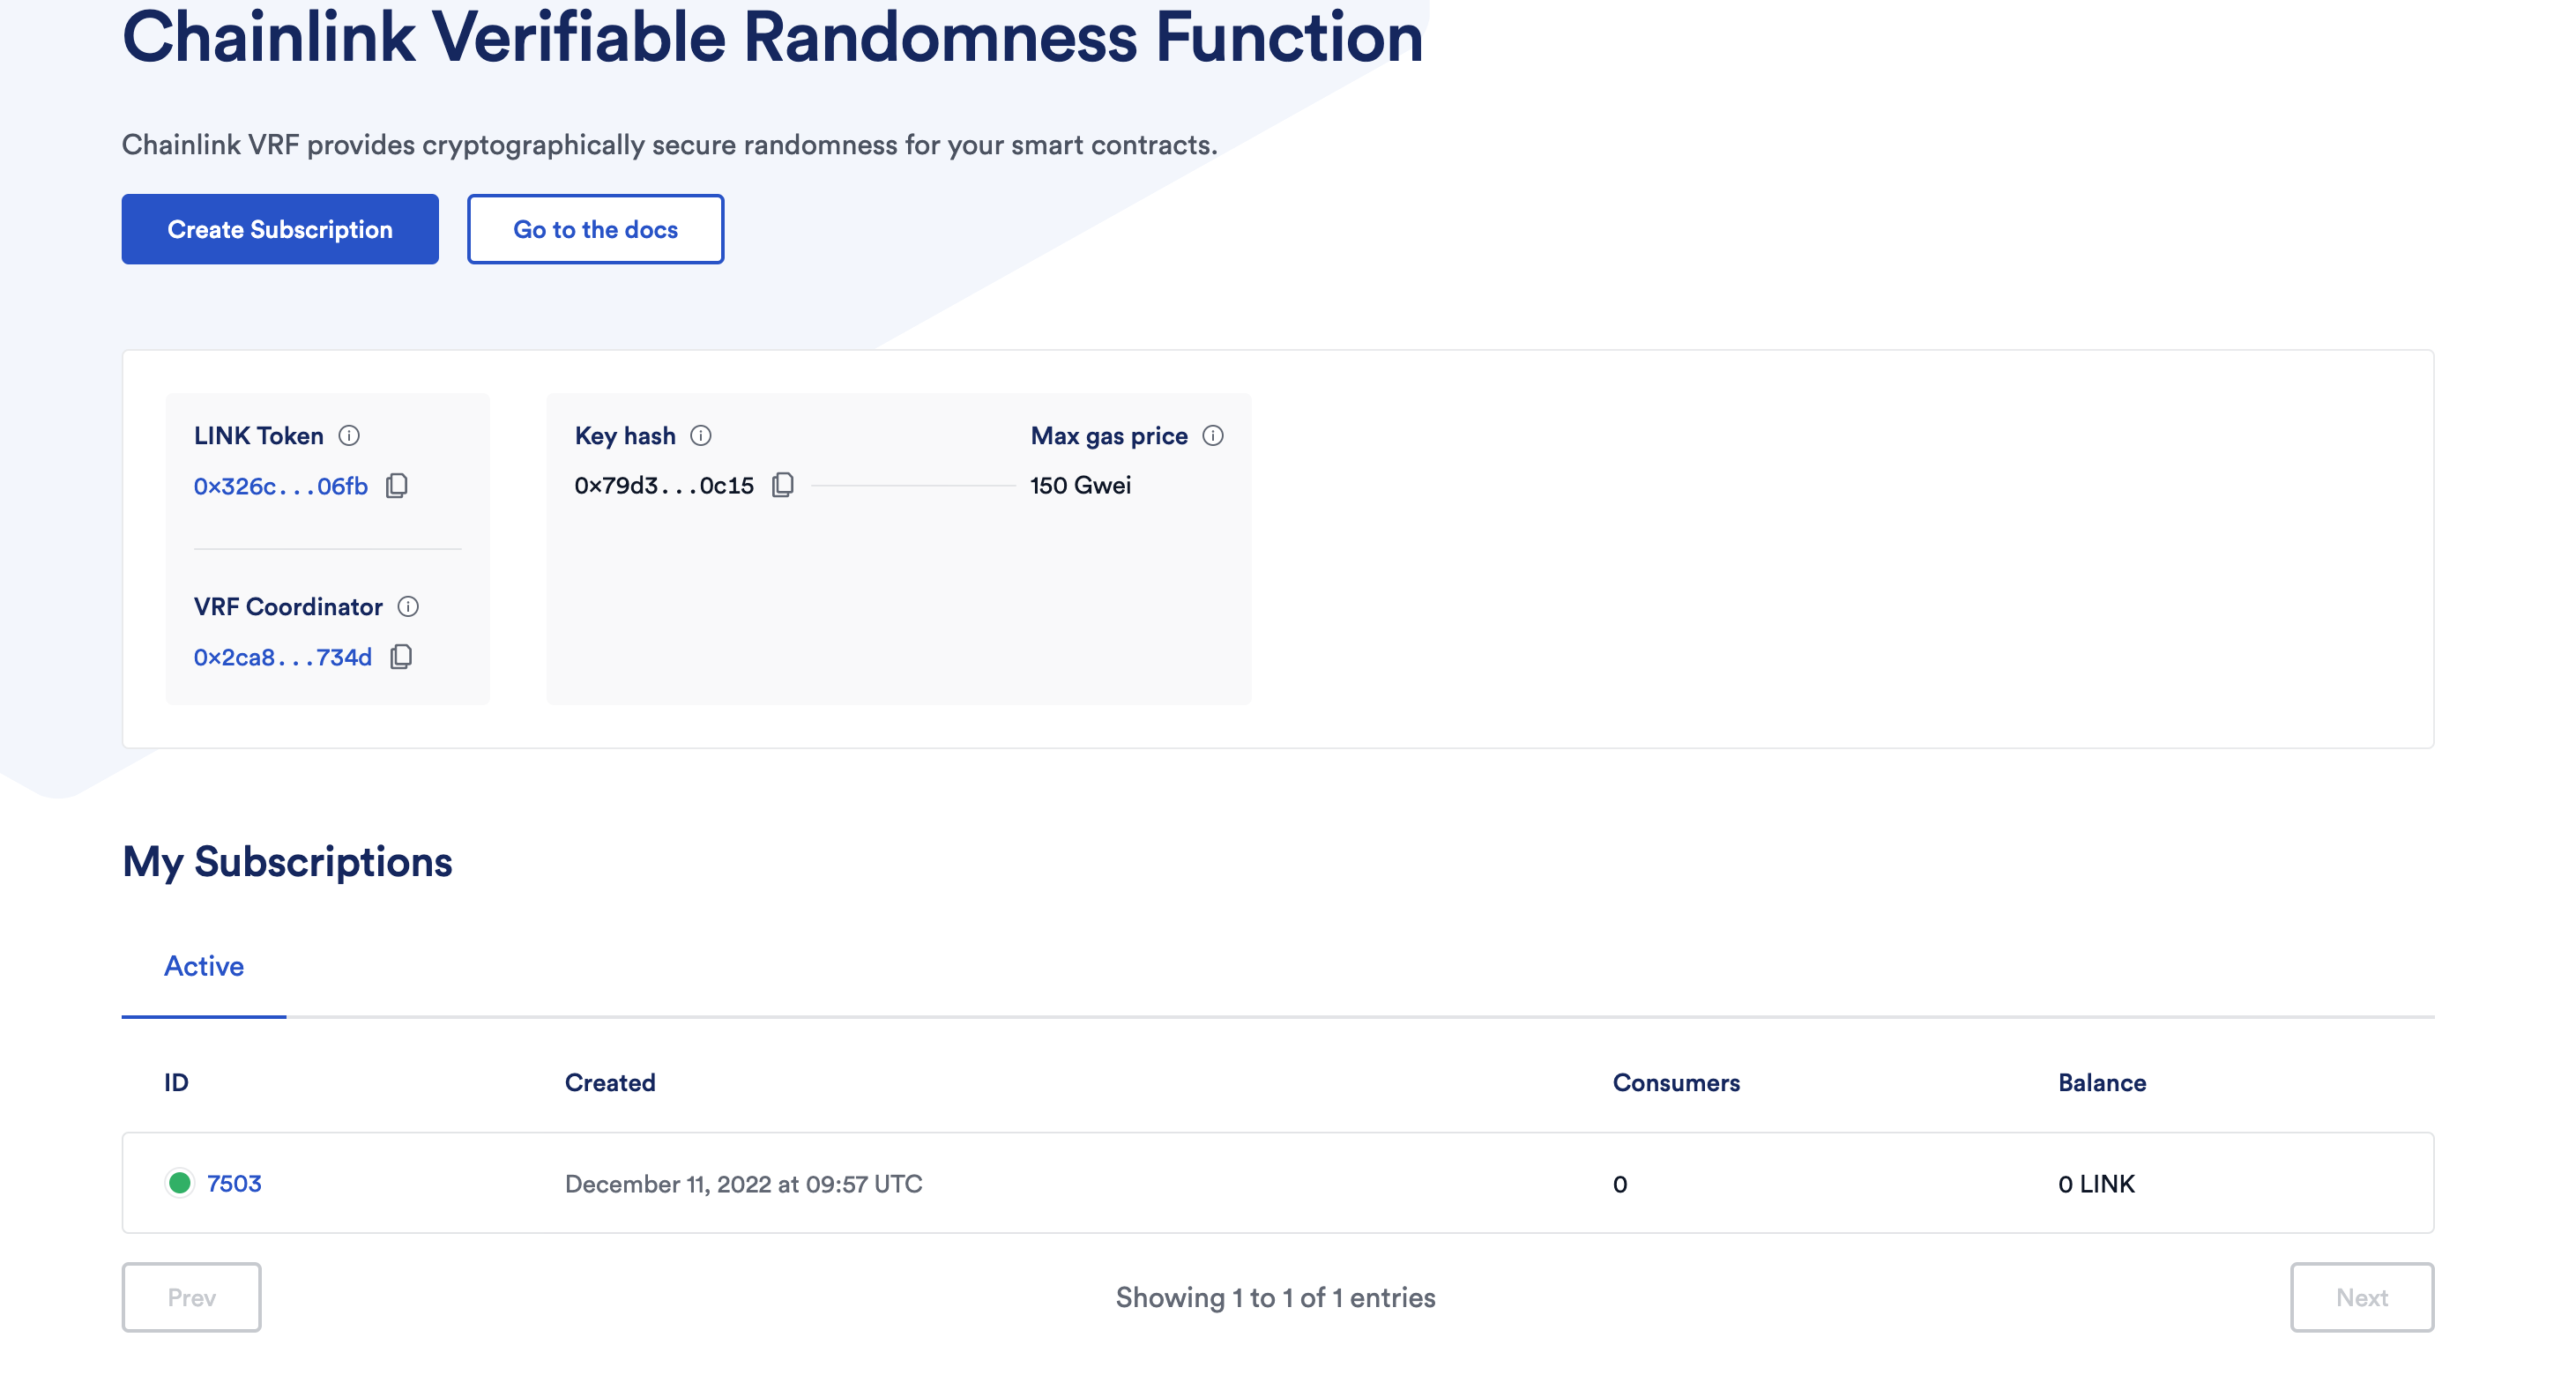 Chainlink Verifiable Randomness Function
Chainlink VRF provides cryptographically secure randomness for your smart contracts.
Create Subscription
Go to the docs
LINK Token
0x326c...06fb
VRF Coordinator
0x2ca8...734d
Key hash
Max gas price
0x79d3...0c15
150 Gwei
My Subscriptions
Active
ID Created Consumers Balance
7503 December 11, 2022 at 09:57 UTC 0 0 LINK
Prev
Showing 1 to 1 of 1 entries
Next